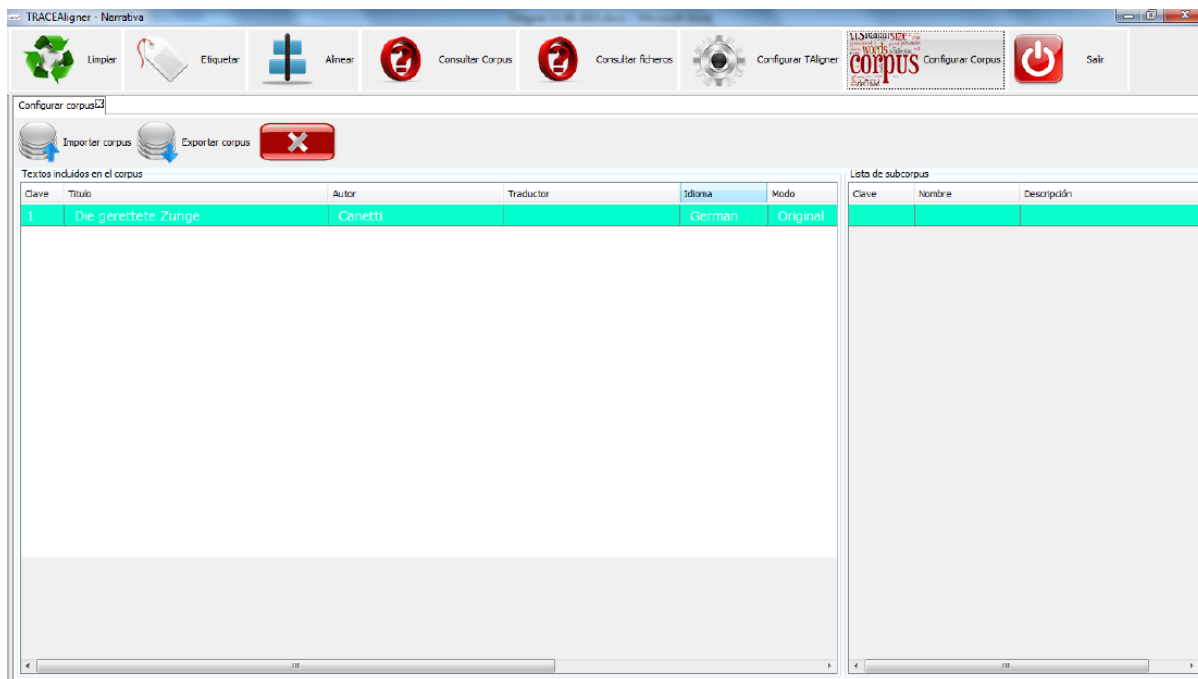 TRACEAligner - Narrativa
Limpiar Etiquetar Alinear Consultar Corpus Consultar ficheros Configurar TAligner words corpus Configurar Corpus Salir
Configurar corpus
Importar corpus Exportar corpus
Textos incluidos en el corpus Lista de subcorpus
Clave Título Autor Traductor Idioma Modo Clave Nombre Descripción
1 Die gerettete Zunge Canetti German Original